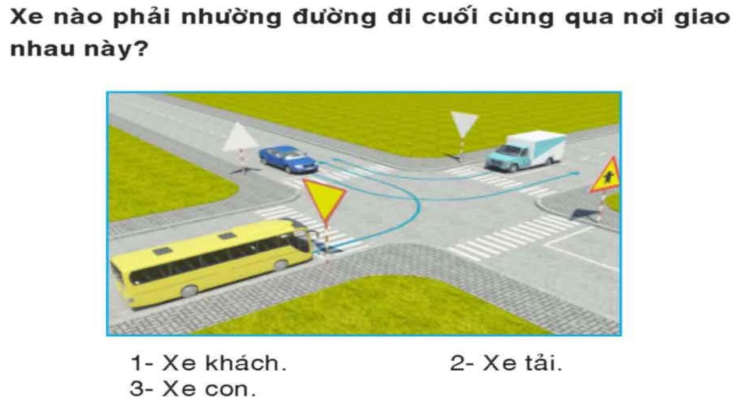 Xe nào phải nhường đường đi cuối cùng qua nơi giao
nhau này?
1- Xe khách.
2- Xe tải.
3- Xe con.